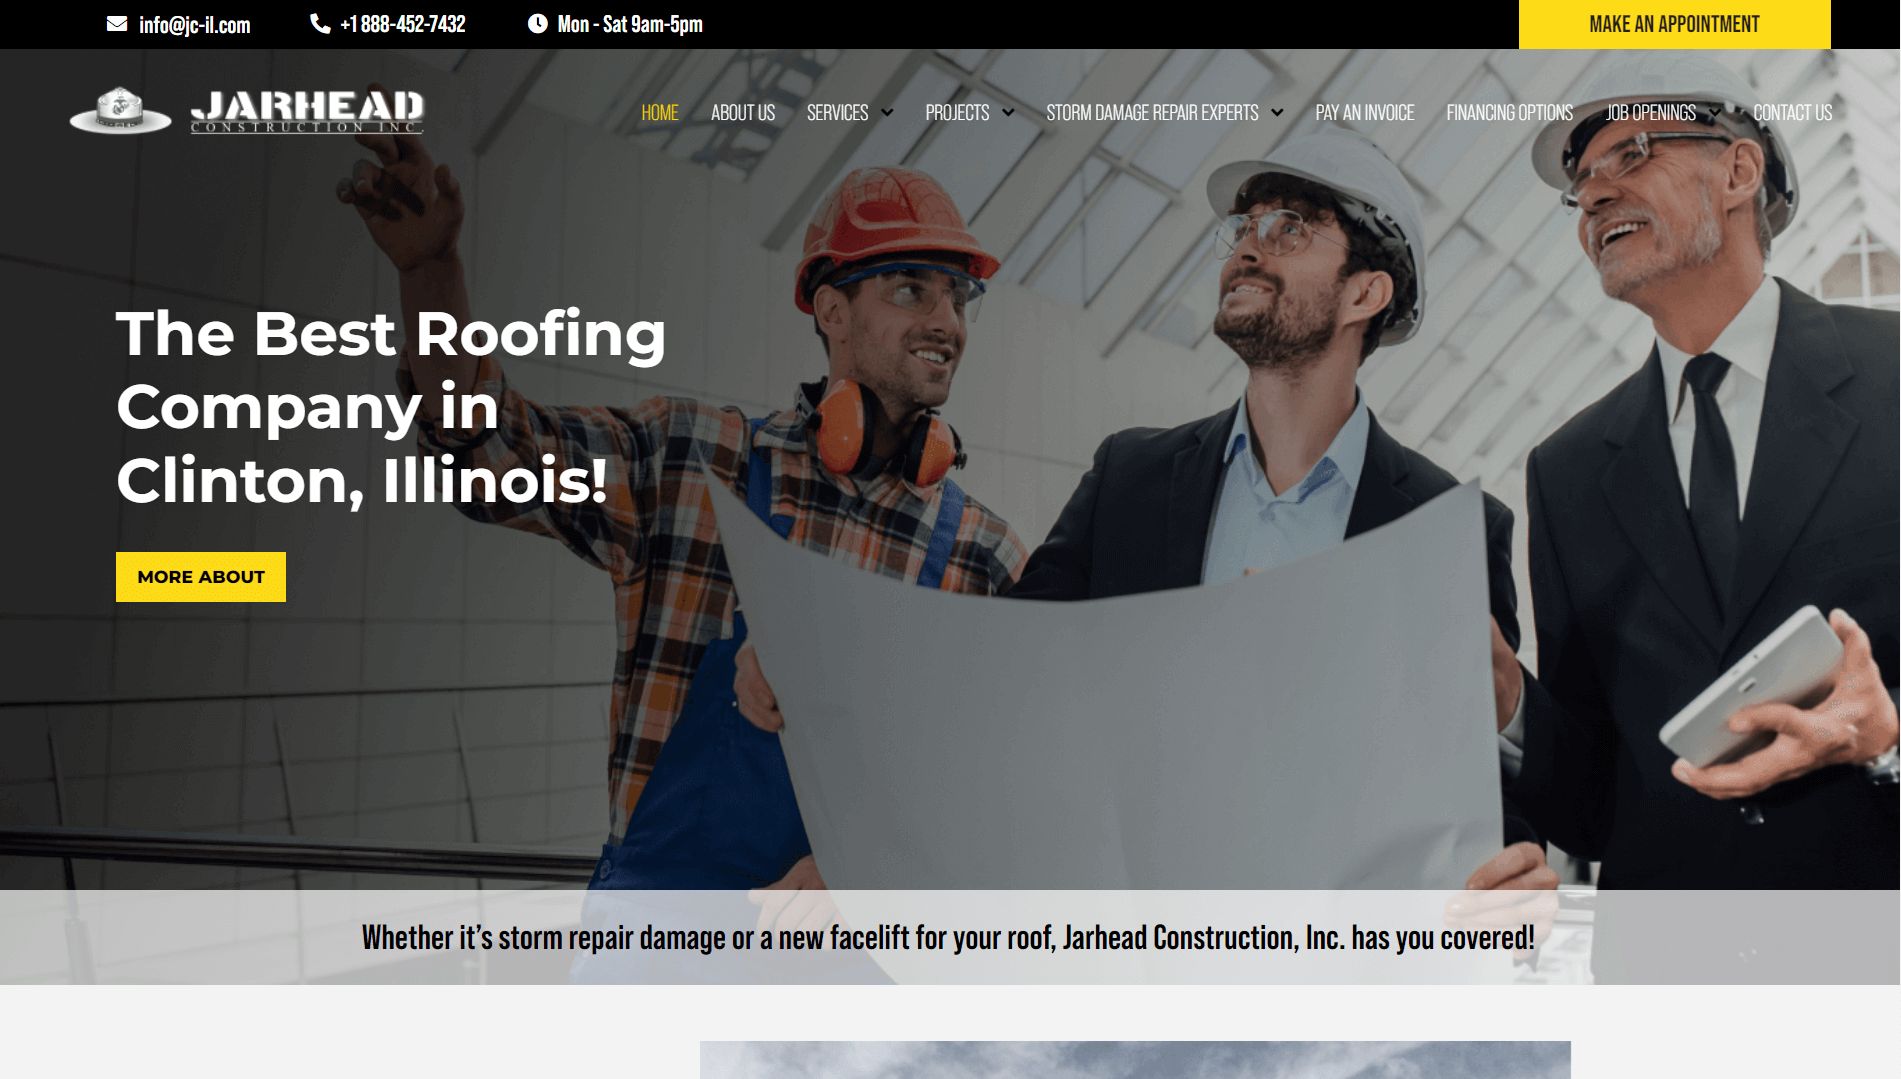 info@jc-il.com
+1 888-452-7432
Mon - Sat 9am-5pm
MAKE AN APPOINTMENT
JARHEAD
CONSTRUCTION INC.
HOME
ABOUT US
SERVICES
PROJECTS
STORM DAMAGE REPAIR EXPERTS
PAY AN INVOICE
FINANCING OPTIONS
JOB OPENINGS
CONTACT US
The Best Roofing
Company in
Clinton, Illinois!
MORE ABOUT
Whether it’s storm repair damage or a new facelift for your roof, Jarhead Construction, Inc. has you covered!